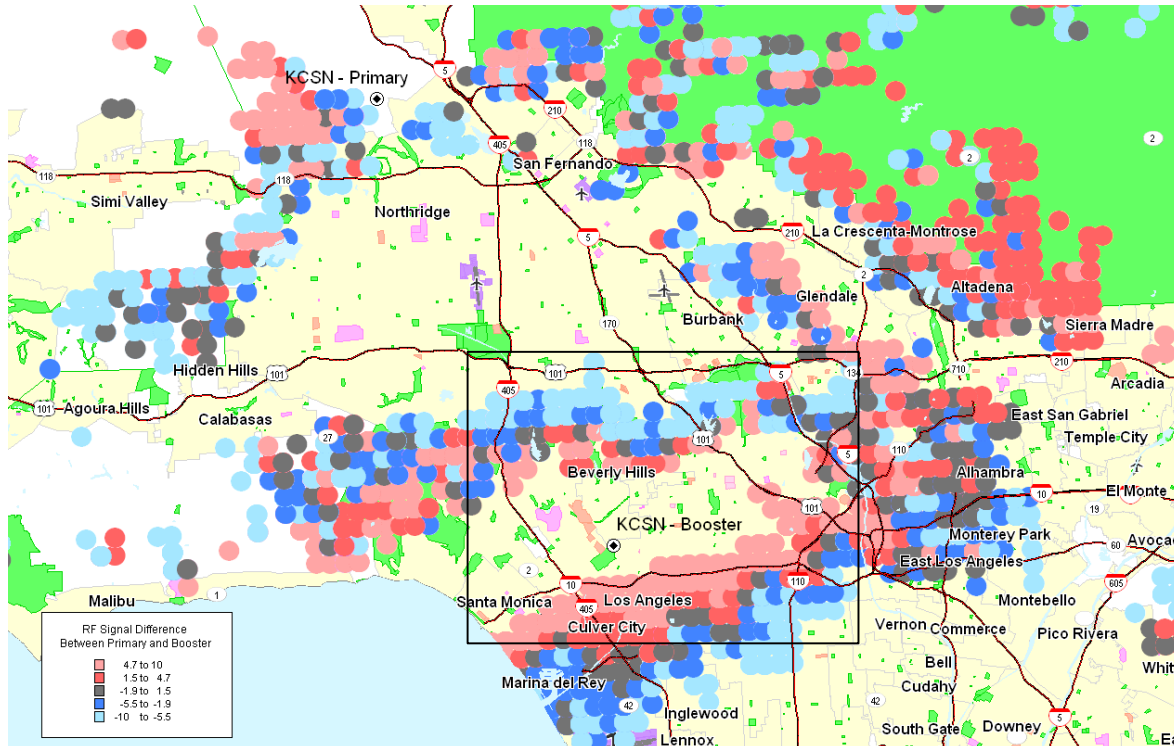 5
KCSN - Primary
210
2
405
118
San Fernando
2
118
118
Simi Valley
Northridge
5
210
La Crescenta-Montrose
2
Altadena
Glendale
170
Burbank
Sierra Madre
Hidden Hills
101
101
5
134
710
210
Arcadia
405
101
Agoura Hills
Calabasas
East San Gabriel
27
101
110
Temple City
5
Beverly Hills
Alhambra
10
El Monte
101
19
KCSN - Booster
Monterey Park
60
Avoca
East Los Angeles
2
10
110
605
Malibu
1
Santa Monica
Los Angeles
405
Montebello
Culver City
Vernon
Commerce
Pico Rivera
RF Signal Difference
Between Primary and Booster
4.7 to 10
1.5 to 4.7
-1.9 to 1.5
-5.5 to -1.9
-10 to -5.5
Bell
Whit
Marina del Rey
Cudahy
42
42
Inglewood
5
South Gate
Downey
Lennox